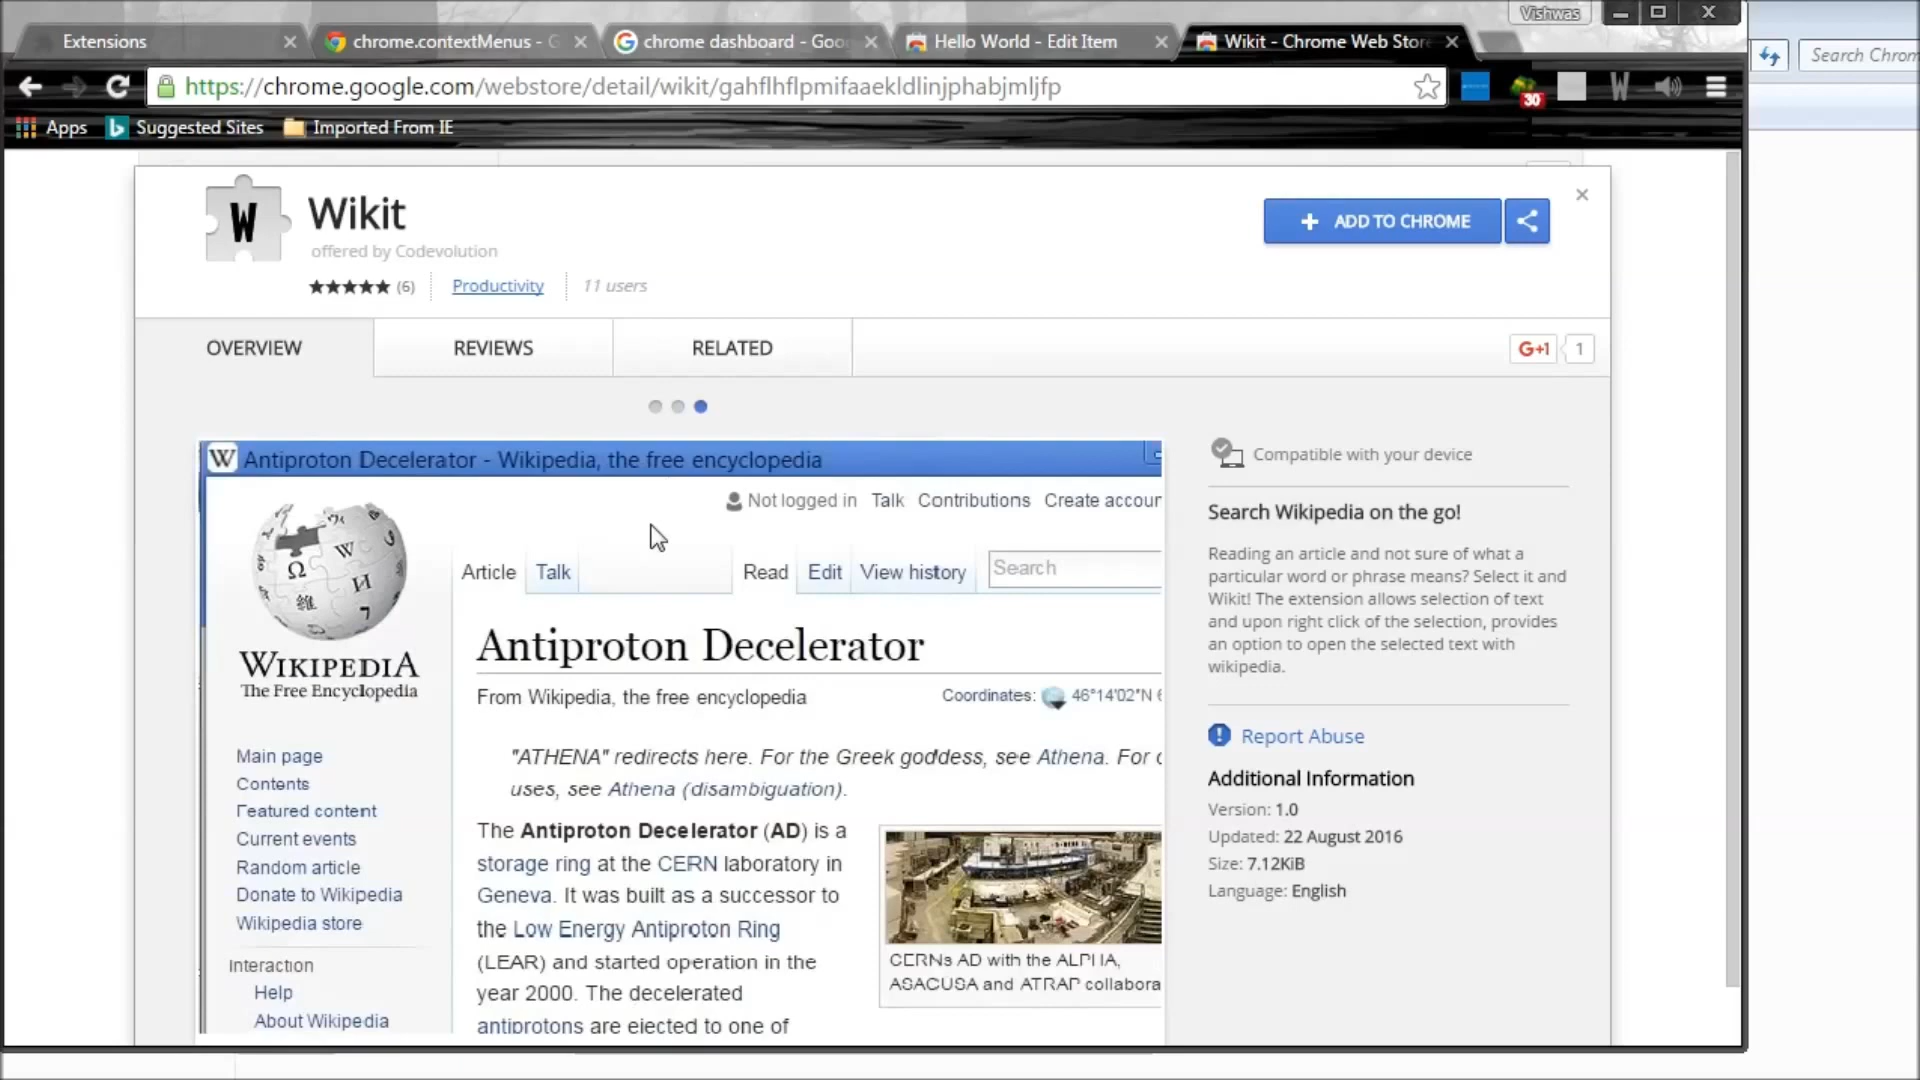 Vishwas
Extensions
chrome.contextMenus - G
chrome dashboard - Goo
Hello World - Edit Item
Wikit - Chrome Web Store
Search Chrom
https://chrome.google.com/webstore/detail/wikit/gahflhflpmifaaekldlinjphabjmljfp
30
W
Apps
Suggested Sites
Imported From IE
W
Wikit
offered by Codevolution
(6)
Productivity
11 users
ADD TO CHROME
OVERVIEW
REVIEWS
RELATED
G+1
1
W Antiproton Decelerator - Wikipedia, the free encyclopedia
Not logged in Talk Contributions Create accoun
Article Talk
Read Edit View history
Search
WIKIPEDIA
The Free Encyclopedia
Antiproton Decelerator
From Wikipedia, the free encyclopedia
Coordinates: 46°14′02″N 6
"ATHENA" redirects here. For the Greek goddess, see Athena. For o
uses, see Athena (disambiguation).
Main page
Contents
Featured content
Current events
Random article
Donate to Wikipedia
Wikipedia store
Interaction
Help
About Wikipedia
The Antiproton Decelerator (AD) is a
storage ring at the CERN laboratory in
Geneva. It was built as a successor to
the Low Energy Antiproton Ring
(LEAR) and started operation in the
year 2000. The decelerated
antiprotons are ejected to one of
CERNs AD with the ALPHA,
ASACUSA and ATRAP collabora
Compatible with your device
Search Wikipedia on the go!
Reading an article and not sure of what a
particular word or phrase means? Select it and
Wikit! The extension allows selection of text
and upon right click of the selection, provides
an option to open the selected text with
wikipedia.
Report Abuse
Additional Information
Version: 1.0
Updated: 22 August 2016
Size: 7.12KiB
Language: English